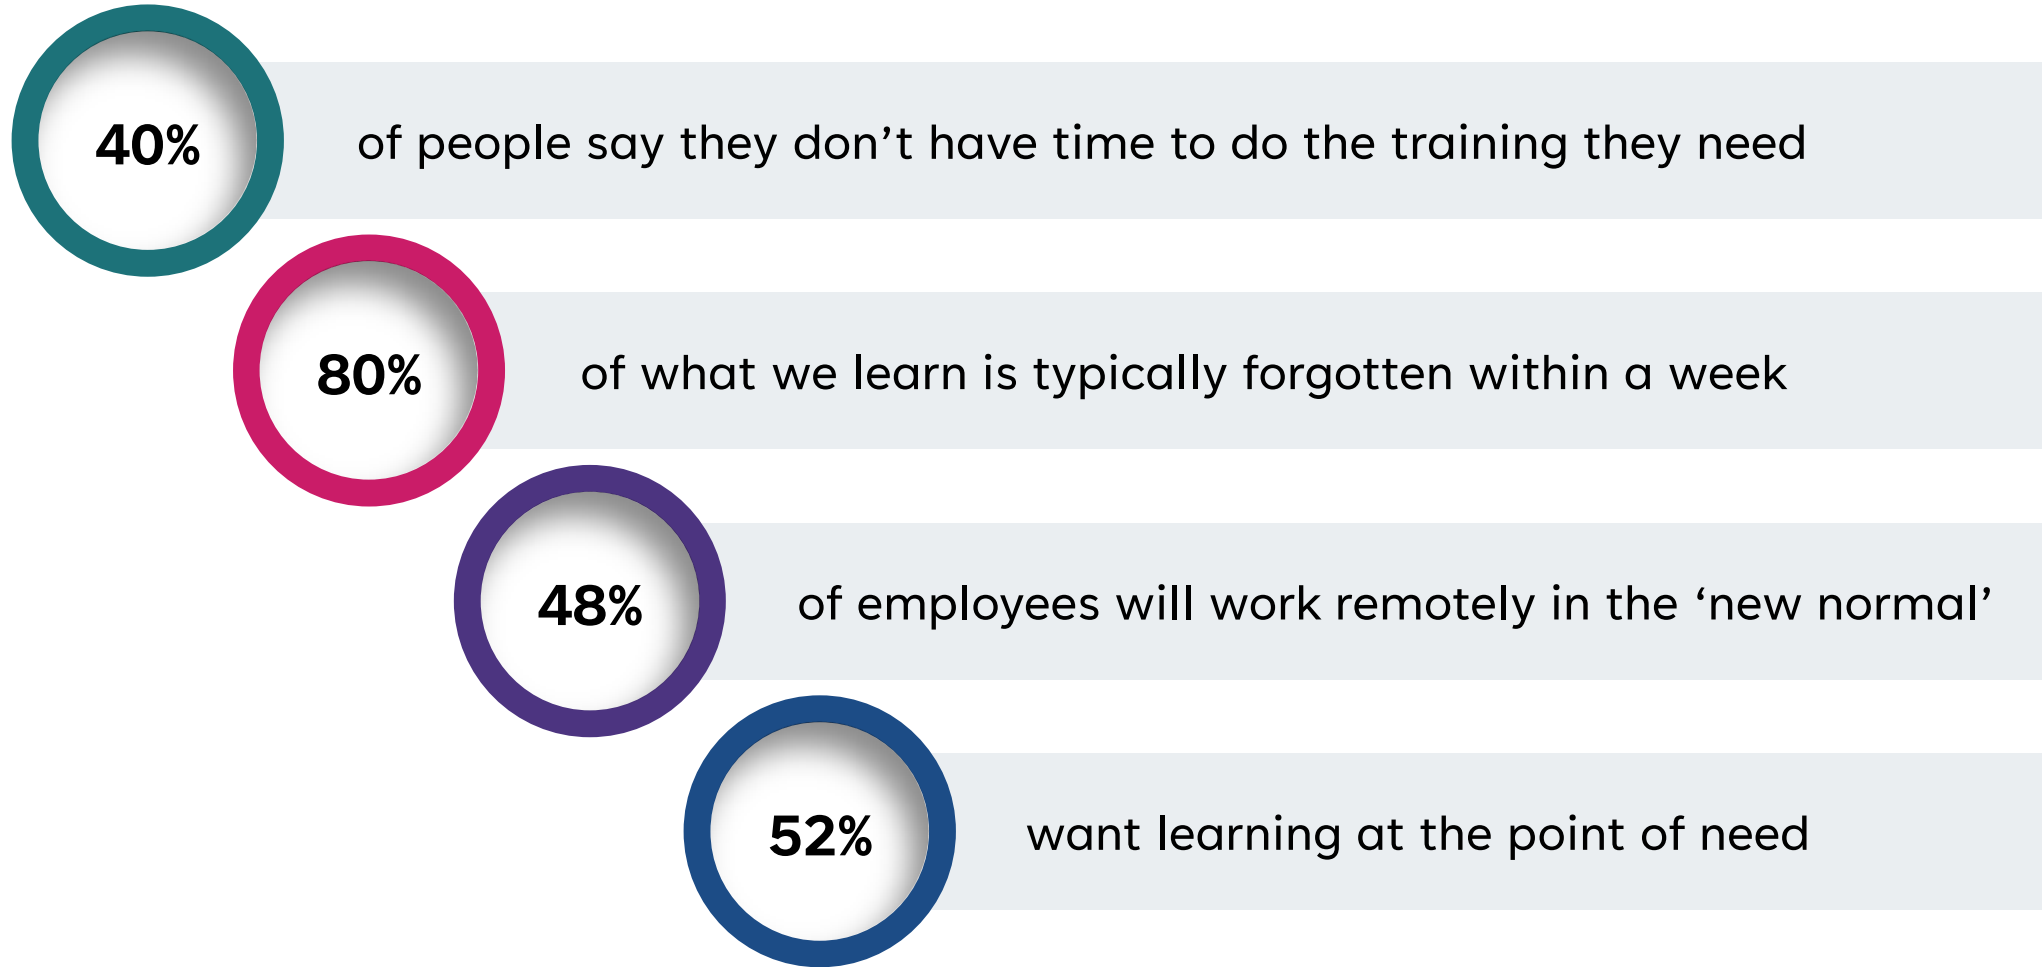 40% of people say they don’t have time to do the training they need
80% of what we learn is typically forgotten within a week
48% of employees will work remotely in the ‘new normal’
52% want learning at the point of need